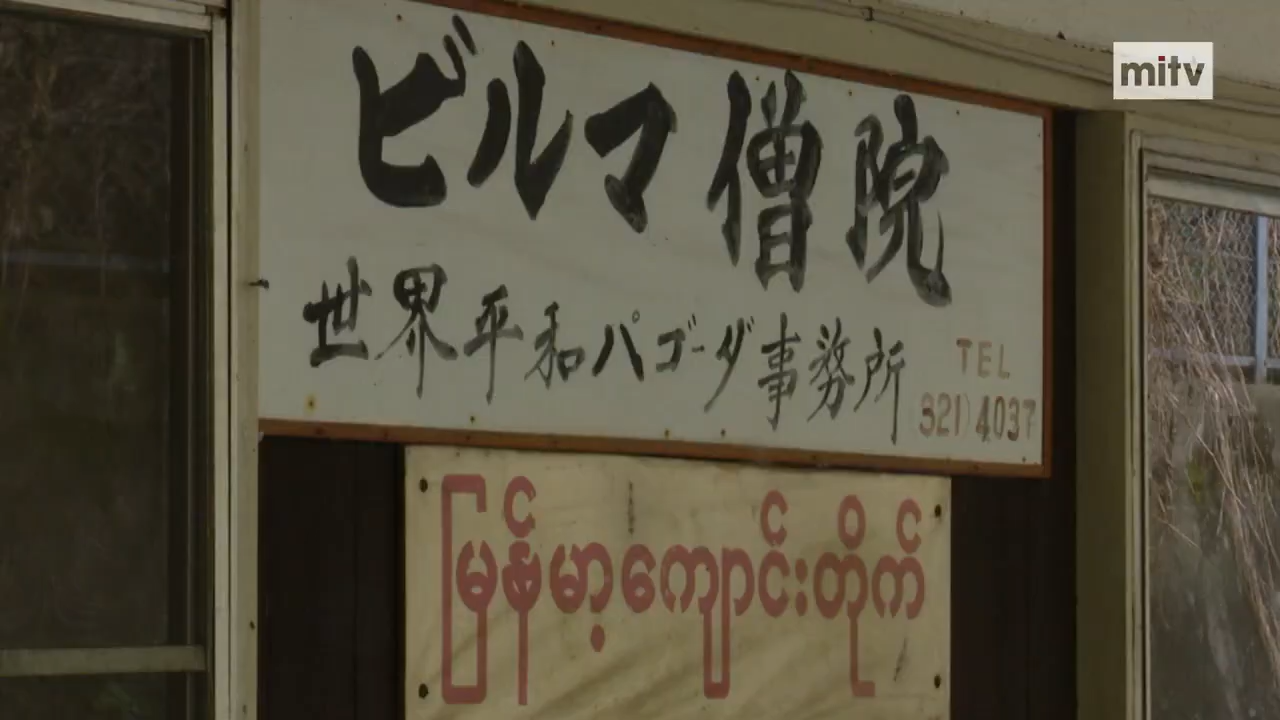 mitv
ビルマ僧院
世界平和パゴーダ事務所
TEL
321)4037
မြန်မာ့ကျောင်းတိုက်